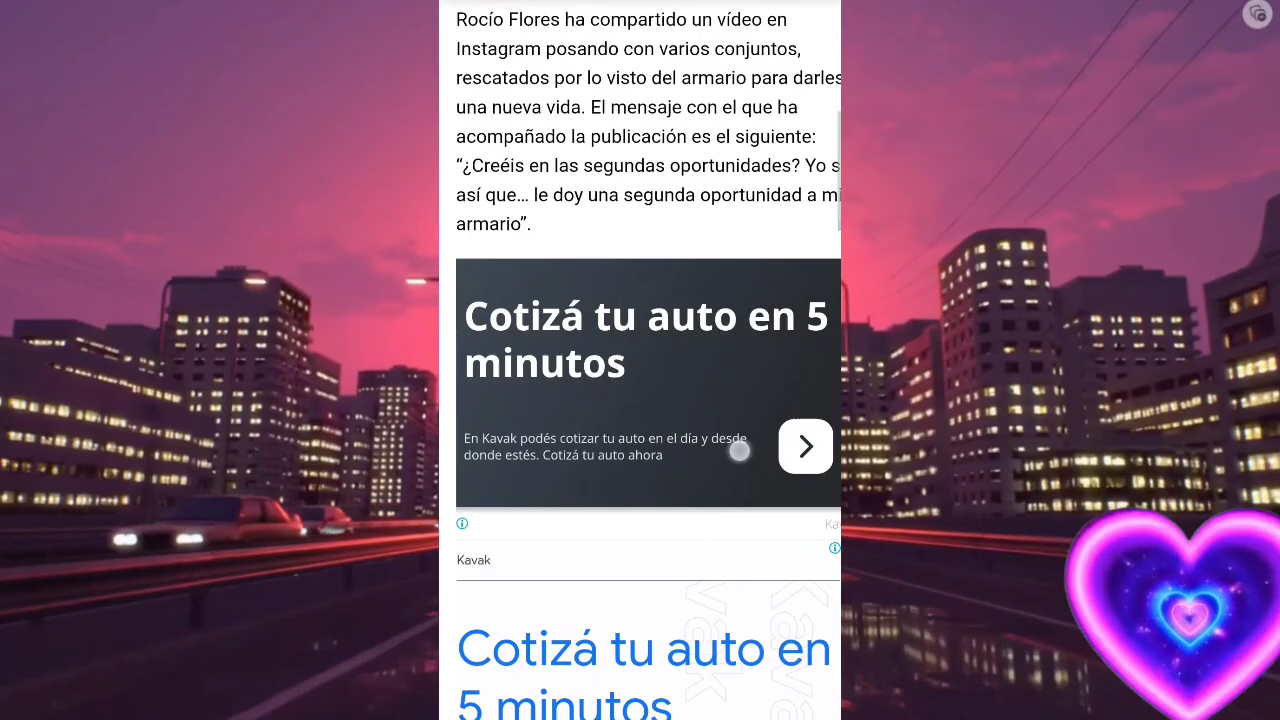 Rocío Flores ha compartido un vídeo en
Instagram posando con varios conjuntos,
rescatados por lo visto del armario para darles
una nueva vida. El mensaje con el que ha
acompañado la publicación es el siguiente:
“¿Creéis en las segundas oportunidades? Yo s
así que… le doy una segunda oportunidad a mi
armario”.
Cotizá tu auto en 5
minutos
En Kavak podés cotizar tu auto en el día y desde
donde estés. Cotizá tu auto ahora
Ka
Kavak
Kavak
Cotizá tu auto en
5 minutos